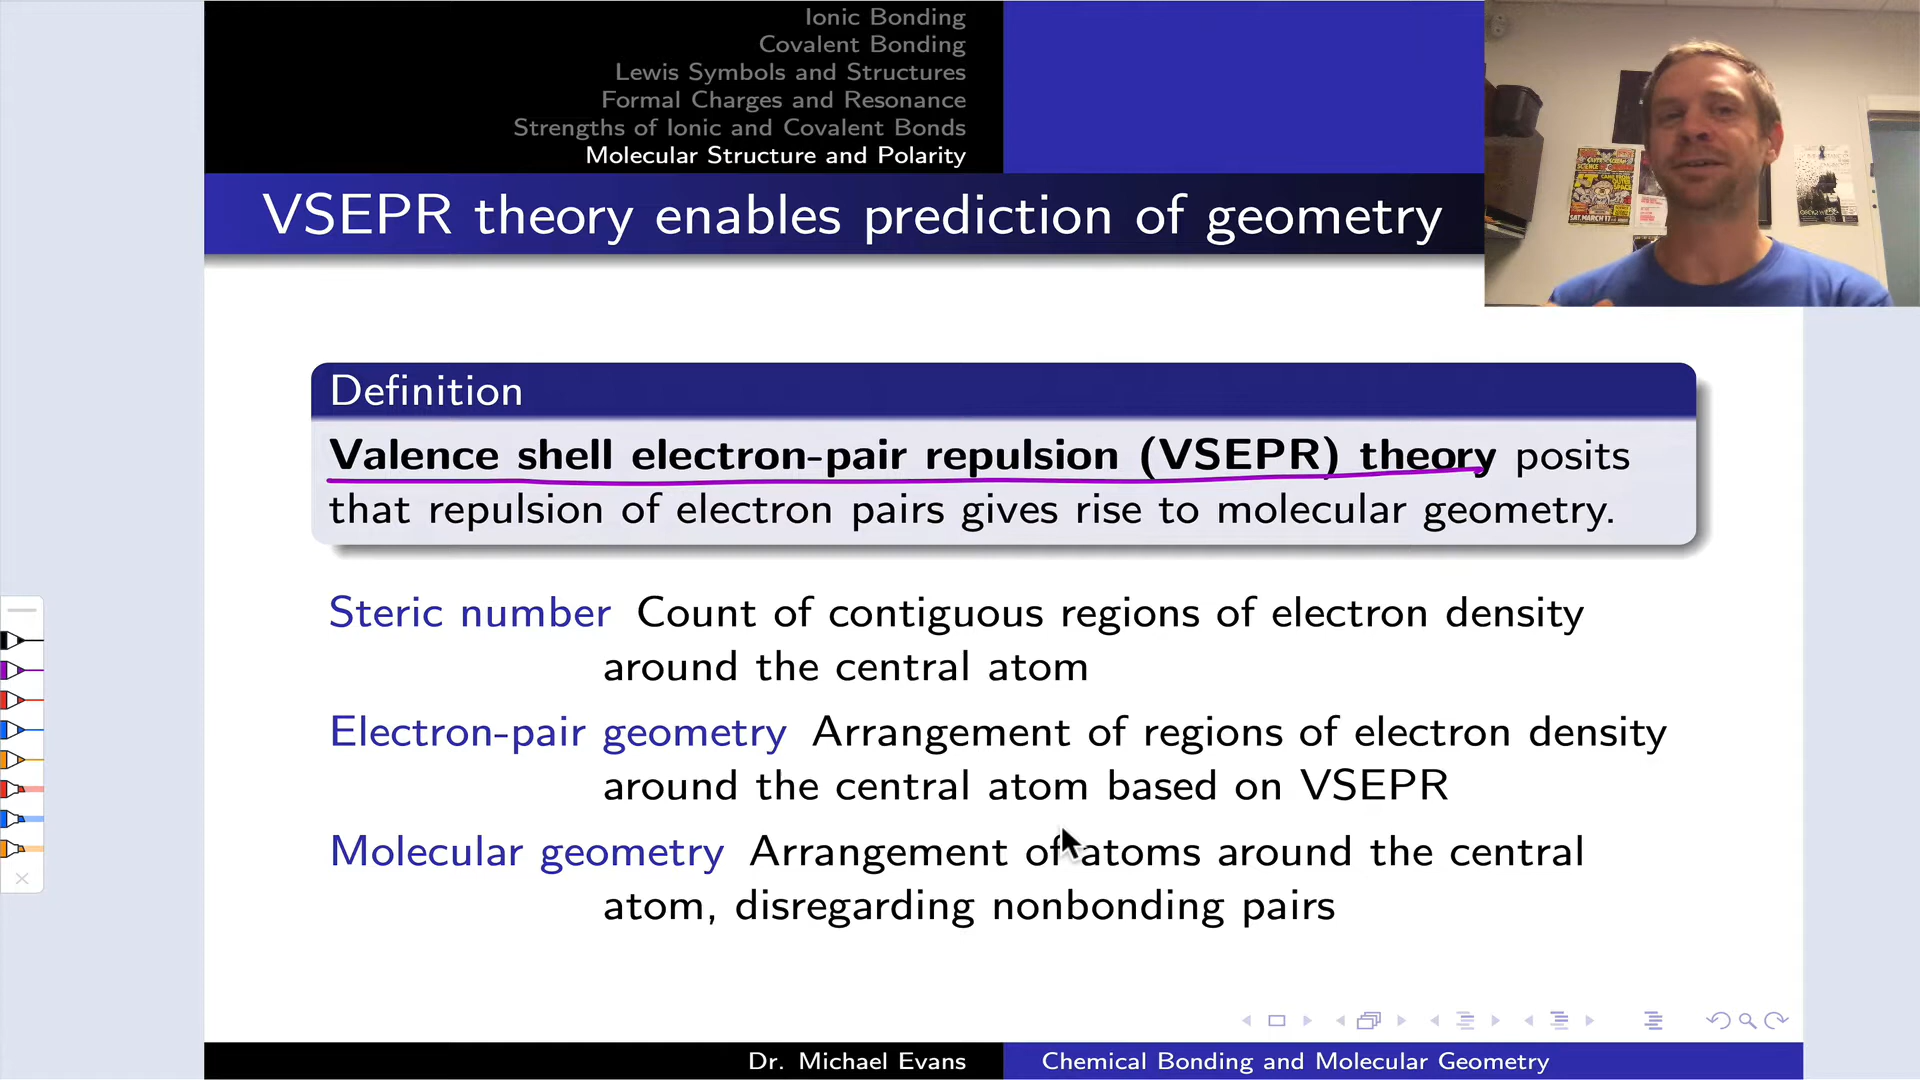 Ionic Bonding
Covalent Bonding
Lewis Symbols and Structures
Formal Charges and Resonance
Strengths of Ionic and Covalent Bonds
Molecular Structure and Polarity
VSEPR theory enables prediction of geometry
SAT. MARCH 17
Definition
Valence shell electron-pair repulsion (VSEPR) theory posits
that repulsion of electron pairs gives rise to molecular geometry.
Steric number Count of contiguous regions of electron density
around the central atom
Electron-pair geometry Arrangement of regions of electron density
around the central atom based on VSEPR
Molecular geometry Arrangement of atoms around the central
atom, disregarding nonbonding pairs
Dr. Michael Evans
Chemical Bonding and Molecular Geometry